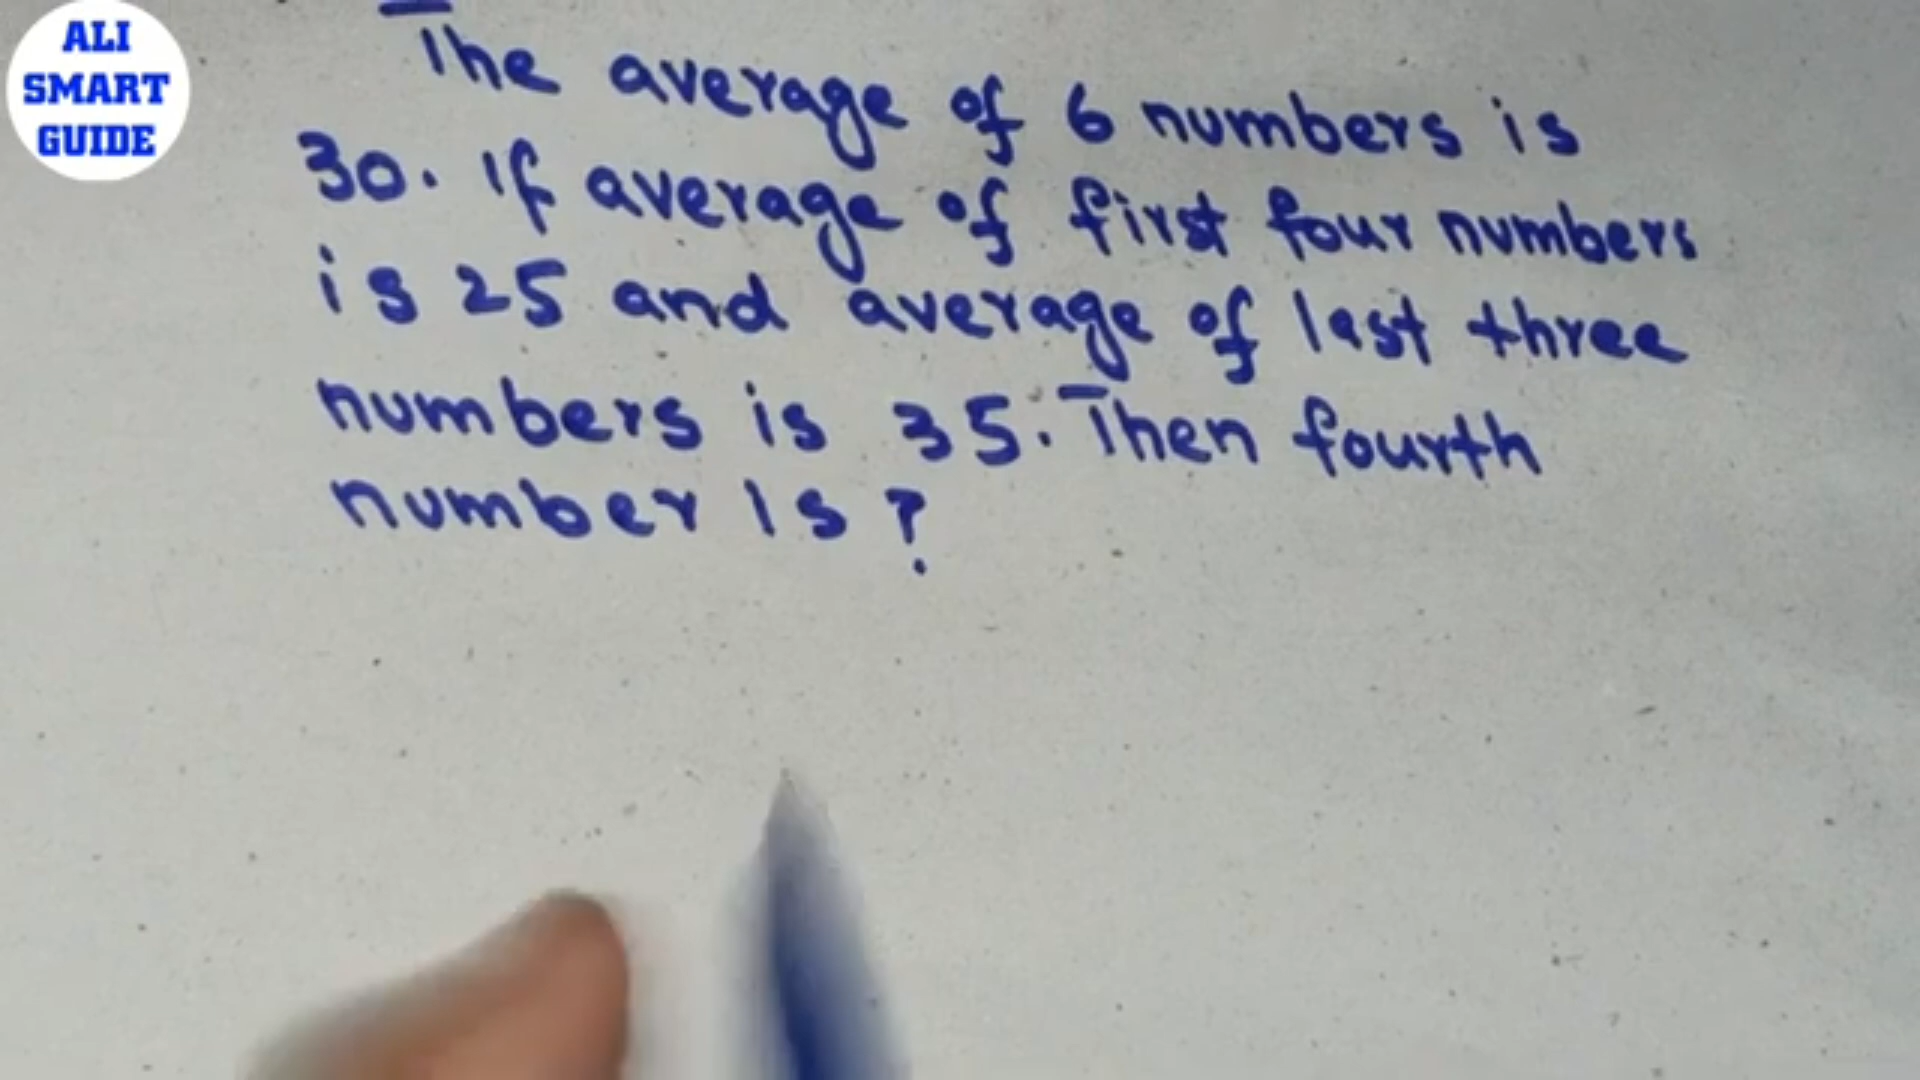 ALI
SMART
GUIDE
The average of 6 numbers is
30. If average of first four numbers
is 25 and average of last three
numbers is 35. Then fourth
number is ?